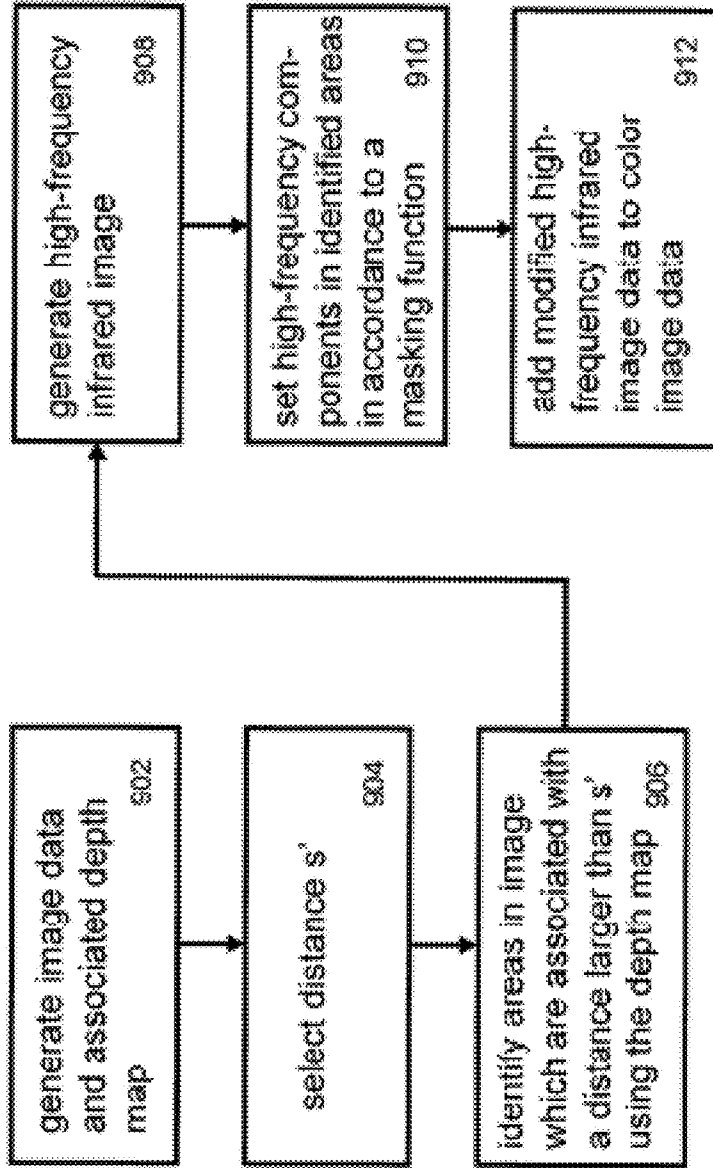 generate image data
and associated depth
map
902
select distance s'
904
identify areas in image
which are associated with
a distance larger than s'
using the depth map
906
generate high-frequency
infrared image
908
set high-frequency com-
ponents in identified areas
in accordance to a
masking function
910
add modified high-
frequency infrared
image data to color
image data
912